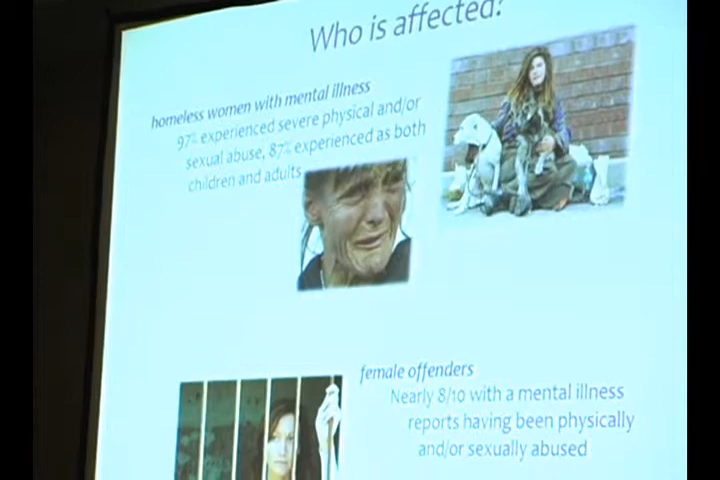 Who is affected?
homeless women with mental illness
97% experienced severe physical and/or
sexual abuse, 87% experienced as both
children and adults
female offenders
Nearly 8/10 with a mental illness
reports having been physically
and/or sexually abused